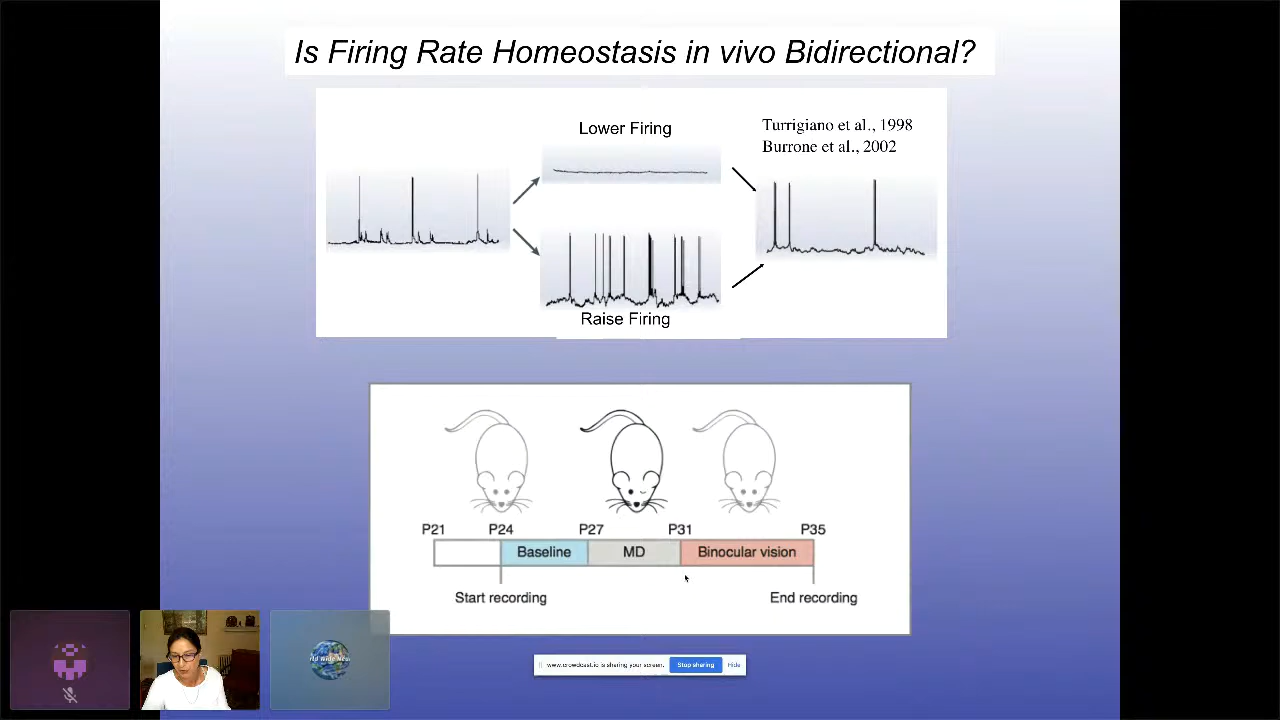 Is Firing Rate Homeostasis in vivo Bidirectional?
Lower Firing
Turrigiano et al., 1998
Burrone et al., 2002
Raise Firing
P21 P24 P27 P31 P35
Baseline MD Binocular vision
Start recording End recording
www.crowdcast.io is sharing your screen. Stop sharing Hide